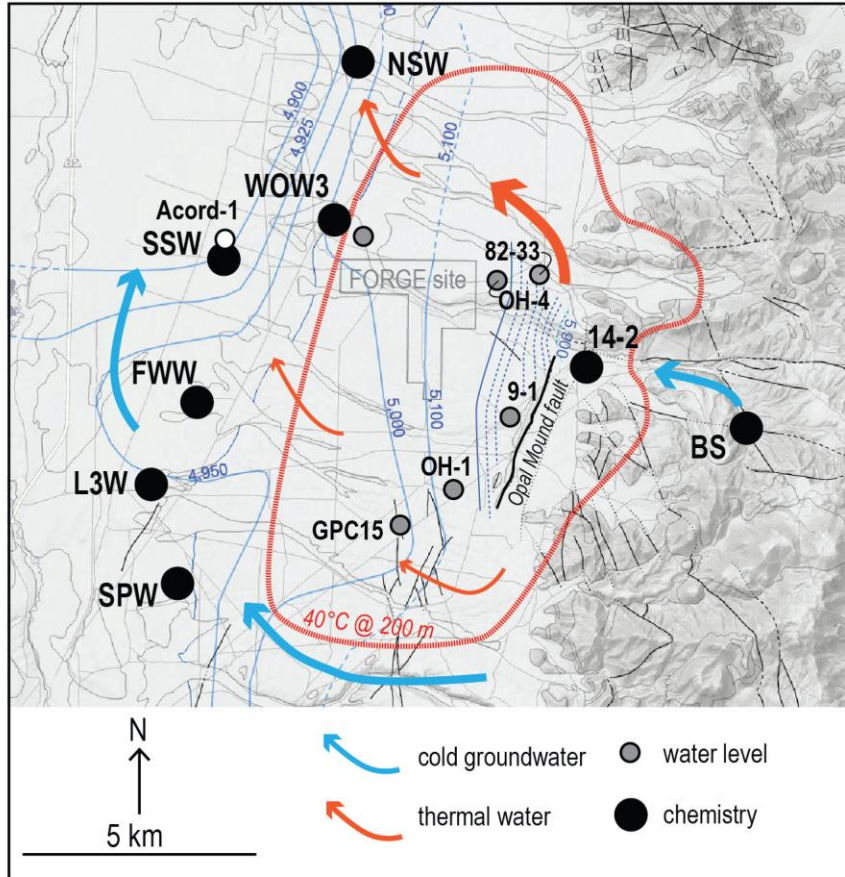 NSW
4,900
4,925
5,100
WOW3
Acord-1
SSW
FORGE site
82-33
OH-4
5,900
14-2
FWW
9-1
Opal Mound fault
BS
5,000
5,100
L3W
4,950
OH-1
GPC15
SPW
40°C @ 200 m
N
cold groundwater
water level
thermal water
chemistry
5 km